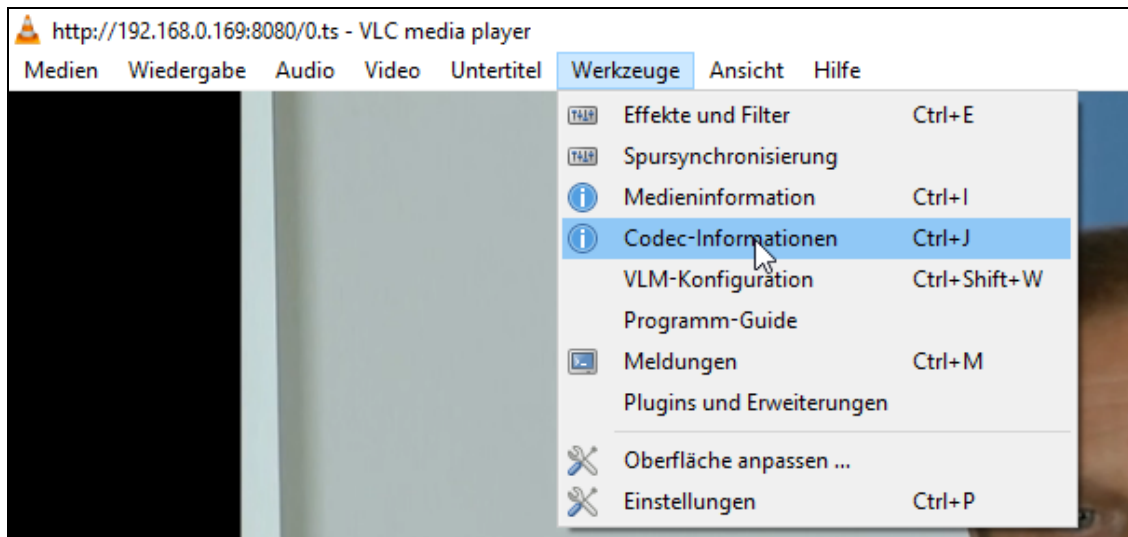 http://192.168.0.169:8080/0.ts - VLC media player
Medien Wiedergabe Audio Video Untertitel Werkzeuge Ansicht Hilfe
Effekte und Filter Ctrl+E
Spursynchronisierung
Medieninformation Ctrl+I
Codec-Informationen Ctrl+J
VLM-Konfiguration Ctrl+Shift+W
Programm-Guide
Meldungen Ctrl+M
Plugins und Erweiterungen
Oberfläche anpassen ...
Einstellungen Ctrl+P